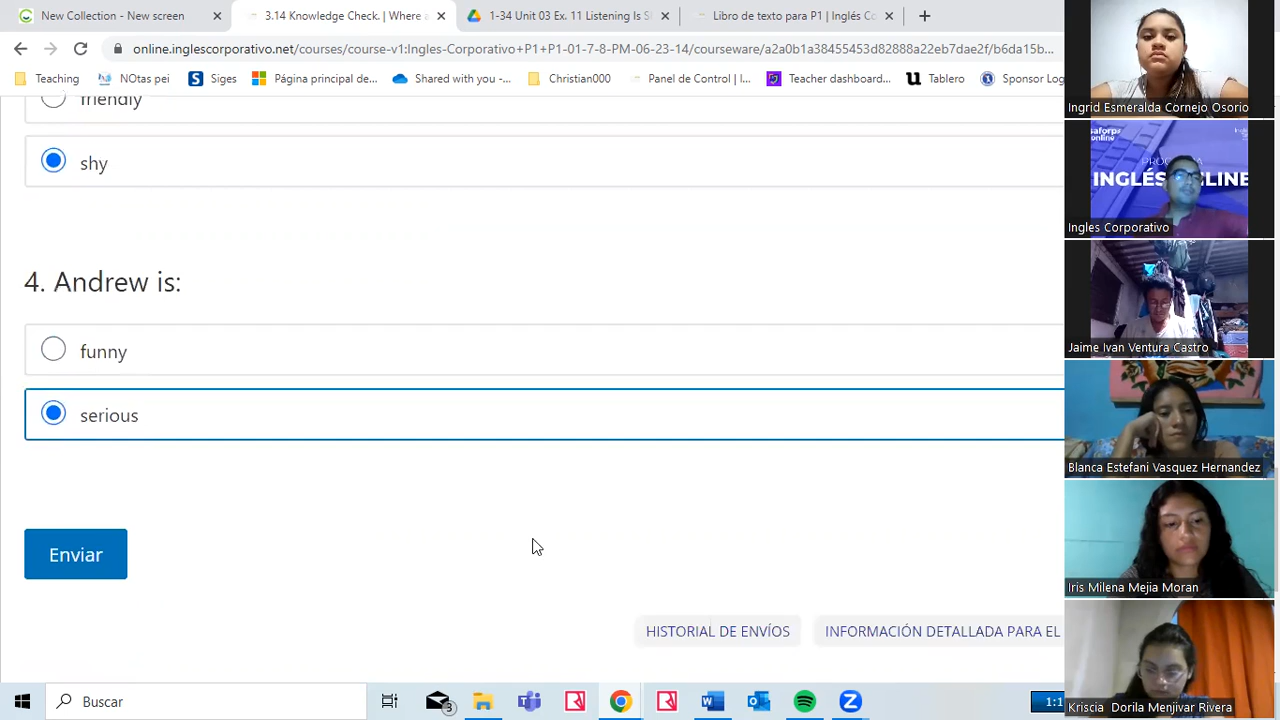 New Collection - New screen
3.14 Knowledge Check. | Where a
1-34 Unit 03 Ex. 11 Listening Is S
Libro de texto para P1 | Inglés Co
online.inglescorporativo.net/courses/course-v1:Ingles-Corporativo+P1+P1-01-7-8-PM-06-23-14/courseware/
Teaching
NOtas pei
Siges
Página principal de...
Shared with you -...
Christian000
Panel de Control | I...
Teacher dashboard...
Tablero
Sponsor Log
friendly
shy
4. Andrew is:
funny
serious
Enviar
HISTORIAL DE ENVÍOS
INFORMACIÓN DETALLADA PARA EL
Buscar
Ingrid Esmeralda Cornejo Osorio
INGLÉS
Ingles Corporativo
Jaime Ivan Ventura Castro
Blanca Estefani Vasquez Hernandez
Iris Milena Mejia Moran
Kriscia Dorila Menjivar Rivera